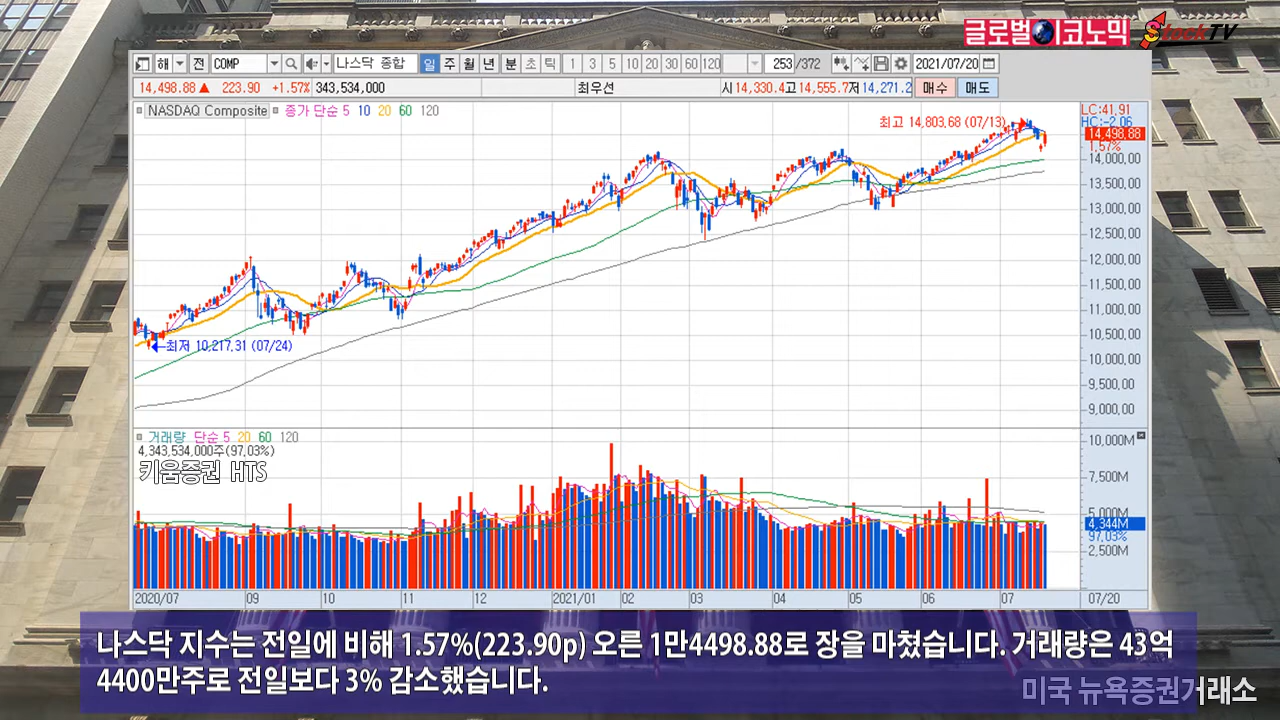 글로벌이코노믹 StockTV
해 전 COMP 나스닥 종합 일 주 월 년 분 초 틱 1 3 5 10 20 30 60 120 253 /372 2021/07/20
14,498.88 ▲ 223.90 +1.57% 343,534,000 최우선 시 14,330.4 고 14,555.7 저 14,271.2 매수 매도
NASDAQ Composite 종가 단순 5 10 20 60 120
LC:41.91
최고 14,803.68 (07/13) HC:-2.06
14,498.88
1.57%
14,000.00
13,500.00
13,000.00
12,500.00
12,000.00
11,500.00
11,000.00
10,500.00
최저 10,217.31 (07/24)
10,000.00
9,500.00
9,000.00
거래량 단순 5 20 60 120
10,000M
4,343,534,000주(97.03%)
키움증권 HTS
7,500M
5,000M
4,344M
97.03%
2,500M
2020/07 09 10 11 12 2021/01 02 03 04 05 06 07 07/20
나스닥 지수는 전일에 비해 1.57%(223.90p) 오른 1만4498.88로 장을 마쳤습니다. 거래량은 43억
4400만주로 전일보다 3% 감소했습니다.
미국 뉴욕증권거래소